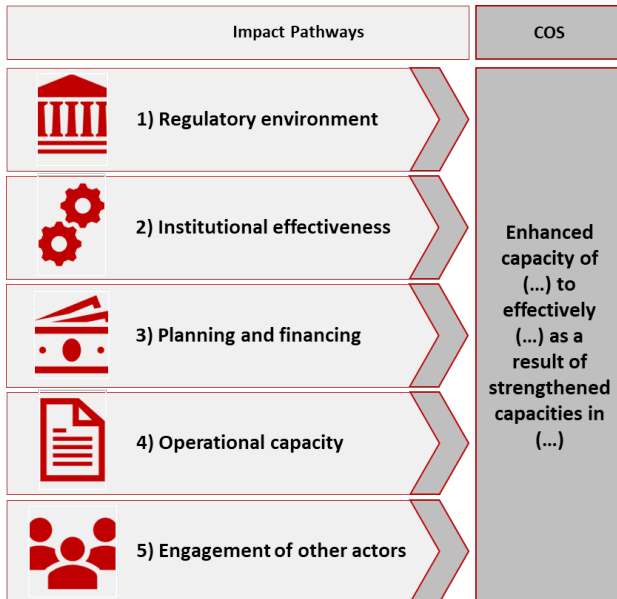 Impact Pathways
COS
1) Regulatory environment
2) Institutional effectiveness
3) Planning and financing
4) Operational capacity
5) Engagement of other actors
Enhanced
capacity of
(...) to
effectively
(...) as a
result of
strengthened
capacities in
(...)